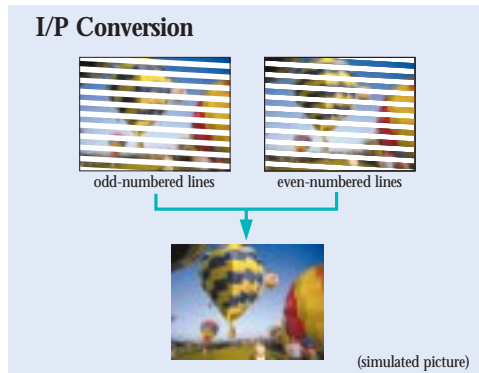 I/P Conversion
odd-numbered lines
even-numbered lines
(simulated picture)